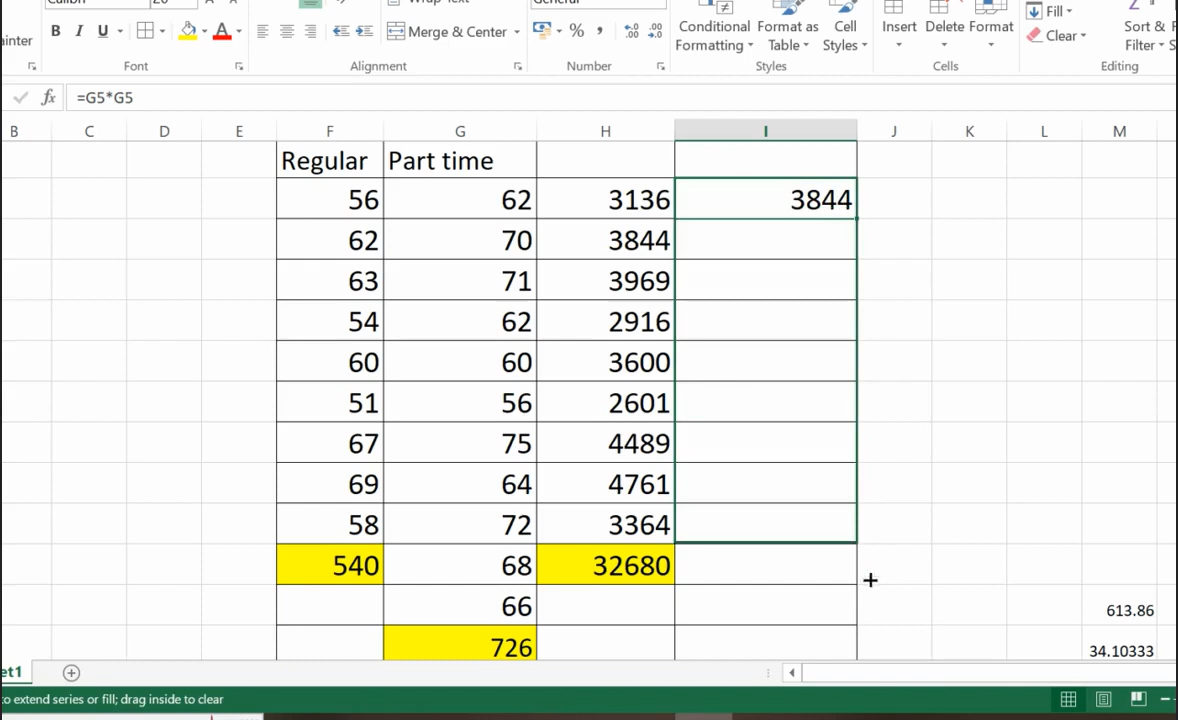 Merge & Center
Conditional Formatting
Format as Table
Cell Styles
Insert
Delete
Format
Fill
Clear
Sort & Filter
B I U A %
Font
Alignment
Number
Styles
Cells
Editing
fx =G5*G5
B C D E F G H I J K L M
Regular Part time
56 62 3136 3844
62 70 3844
63 71 3969
54 62 2916
60 60 3600
51 56 2601
67 75 4489
69 64 4761
58 72 3364
540 68 32680
66 613.86
726 34.10333
et1
to extend series or fill; drag inside to clear